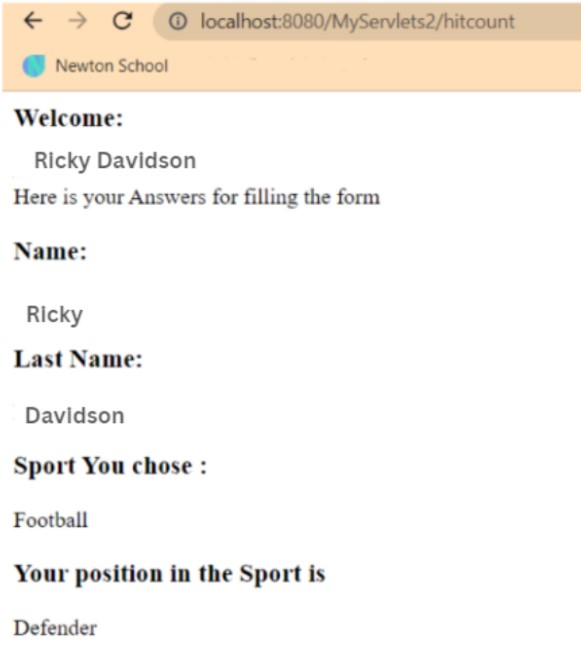 localhost:8080/MyServlets2/hitcount
Newton School
Welcome:
Ricky Davidson
Here is your Answers for filling the form
Name:
Ricky
Last Name:
Davidson
Sport You chose :
Football
Your position in the Sport is
Defender